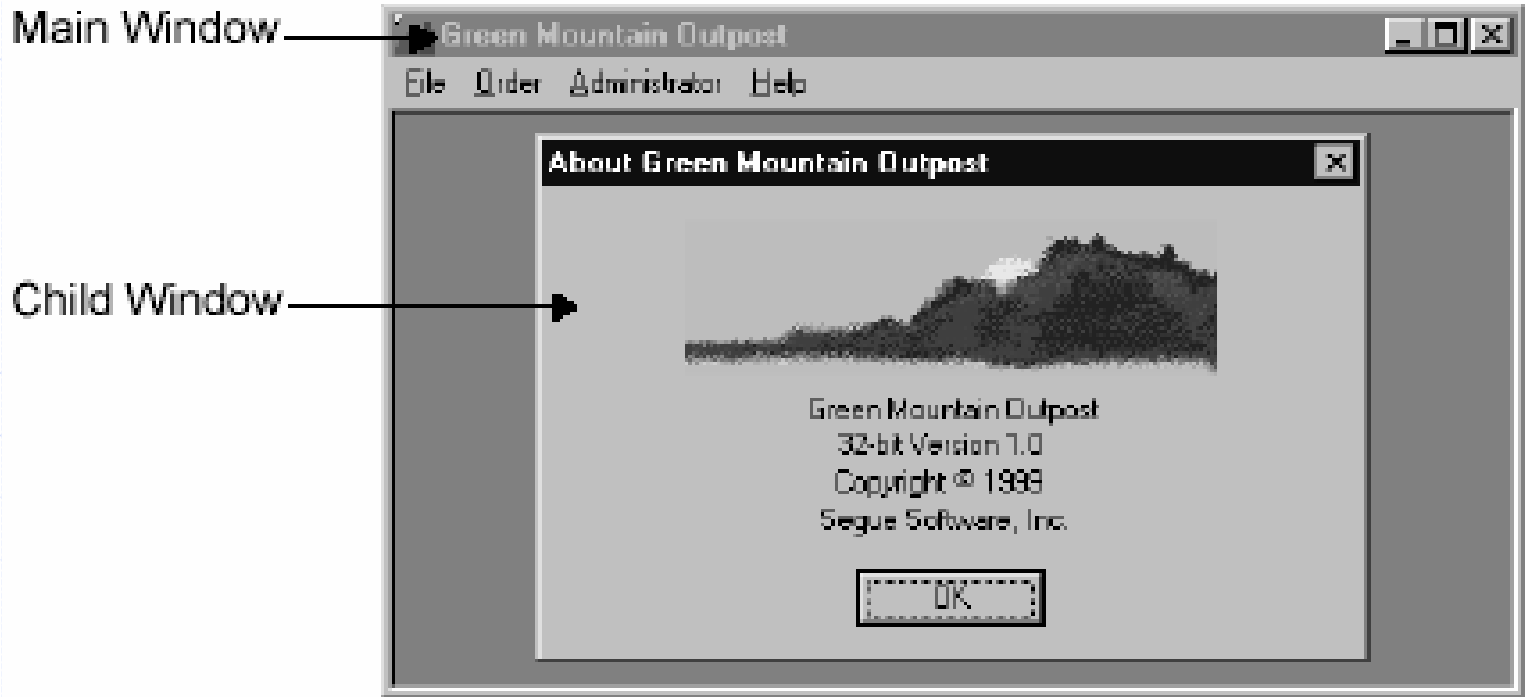 Main Window
Green Mountain Outpost
File Order Administrator Help
About Green Mountain Outpost
Child Window
Green Mountain Outpost
32-bit Version 1.0
Copyright © 1999
Segue Software, Inc.
OK